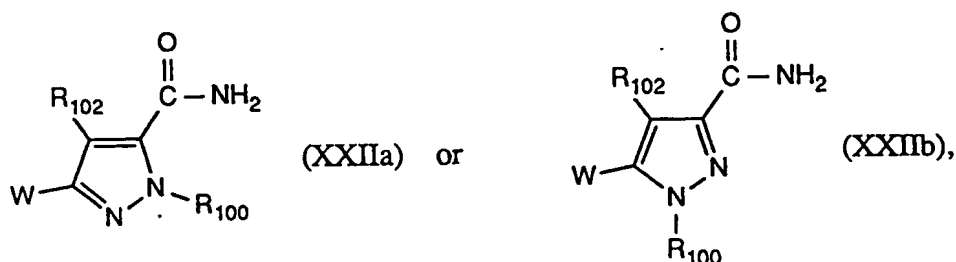 O
R₁₀₂ C NH₂
W N N R₁₀₀
(XXIIa) or
O
R₁₀₂ C NH₂
W N N
R₁₀₀
(XXIIb),